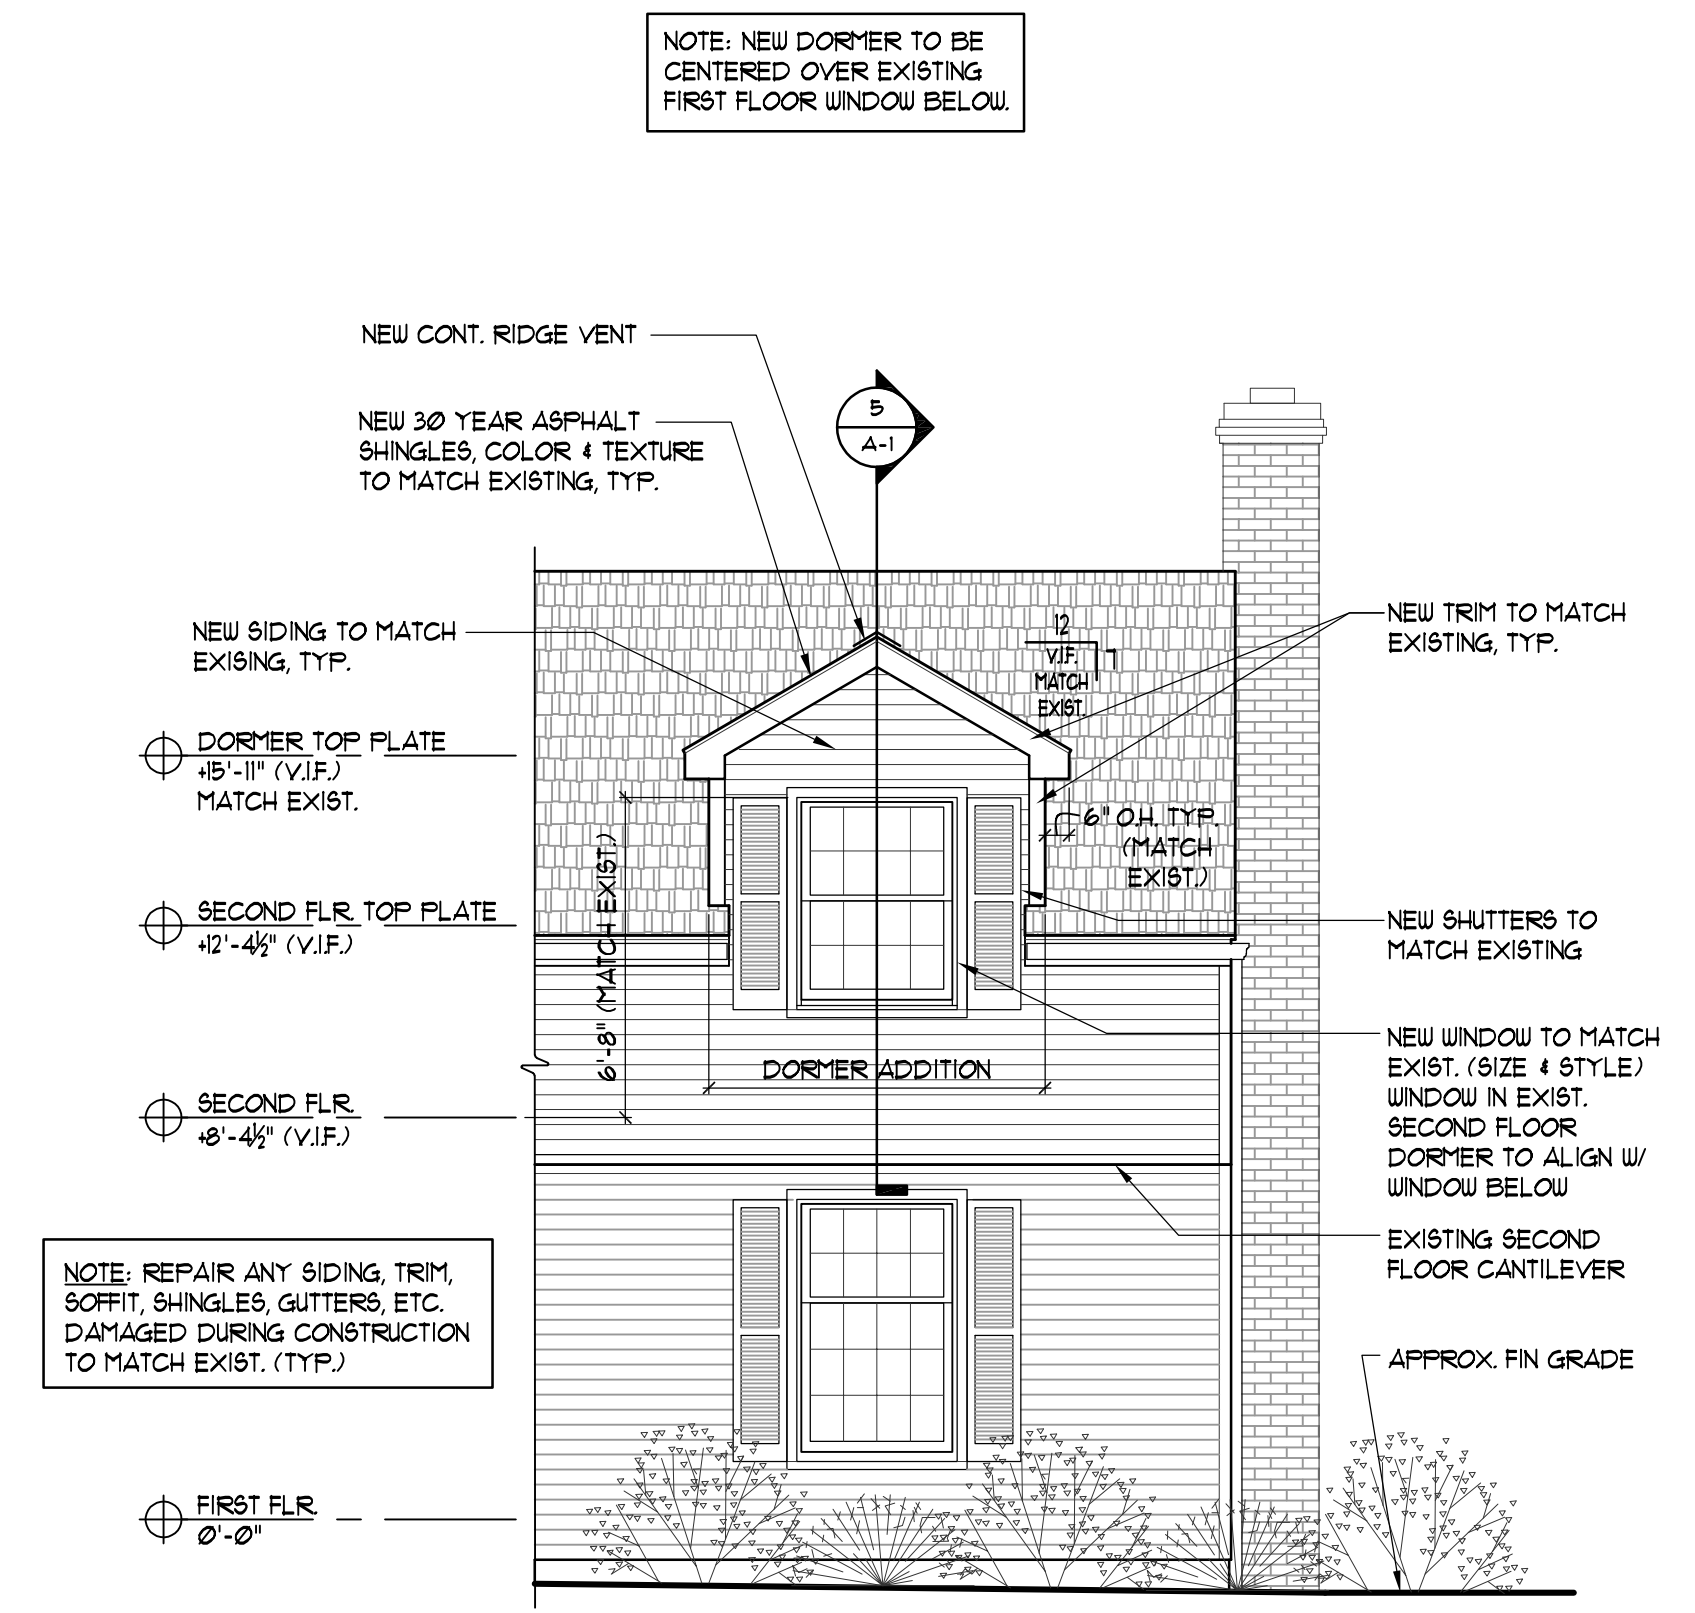 NOTE: NEW DORMER TO BE
CENTERED OVER EXISTING
FIRST FLOOR WINDOW BELOW.
NEW CONT. RIDGE VENT
5
A-1
NEW 30 YEAR ASPHALT
SHINGLES, COLOR & TEXTURE
TO MATCH EXISTING, TYP.
NEW SIDING TO MATCH
EXISING, TYP.
12
7
V.I.F.
MATCH
EXIST.
NEW TRIM TO MATCH
EXISTING, TYP.
DORMER TOP PLATE
+15'-11" (V.I.F.)
MATCH EXIST.
6" O.H. TYP.
(MATCH
EXIST.)
SECOND FLR. TOP PLATE
+12'-4½" (V.I.F.)
6'-8" (MATCH EXIST.)
NEW SHUTTERS TO
MATCH EXISTING
DORMER ADDITION
NEW WINDOW TO MATCH
EXIST. (SIZE & STYLE)
WINDOW IN EXIST.
SECOND FLOOR
DORMER TO ALIGN W/
WINDOW BELOW
SECOND FLR.
+8'-4½" (V.I.F.)
EXISTING SECOND
FLOOR CANTILEVER
NOTE: REPAIR ANY SIDING, TRIM,
SOFFIT, SHINGLES, GUTTERS, ETC.
DAMAGED DURING CONSTRUCTION
TO MATCH EXIST. (TYP.)
APPROX. FIN GRADE
FIRST FLR.
0'-0"